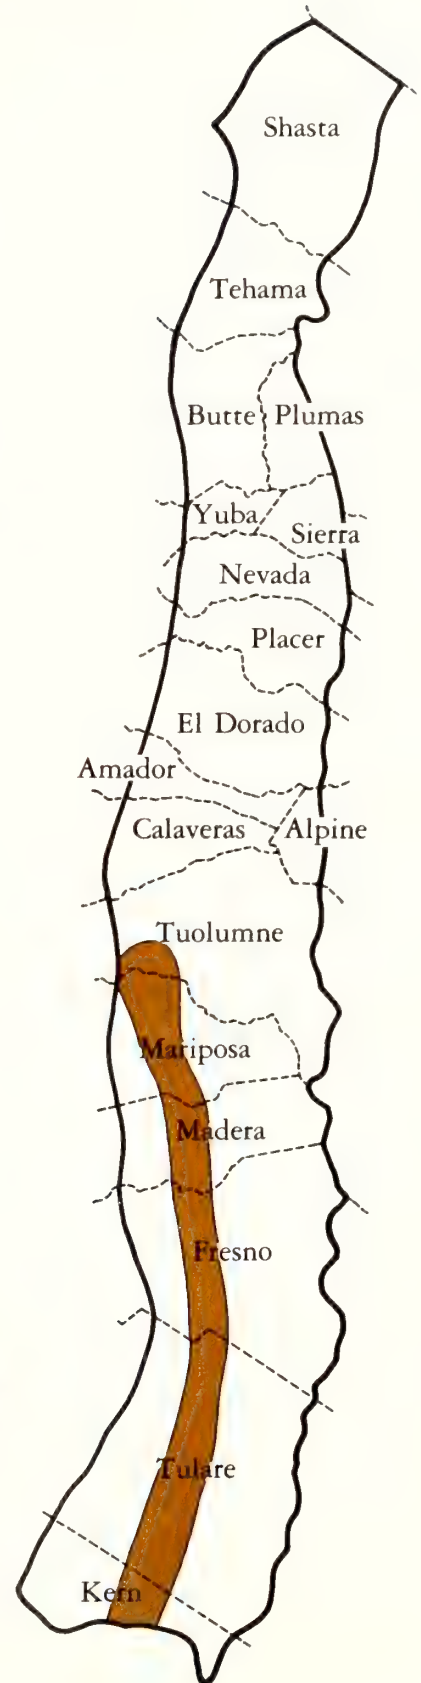 Shasta
Tehama
Butte Plumas
Yuba
Sierra
Nevada
Placer
El Dorado
Amador
Calaveras Alpine
Tuolumne
Mariposa
Madera
Fresno
Tulare
Kern